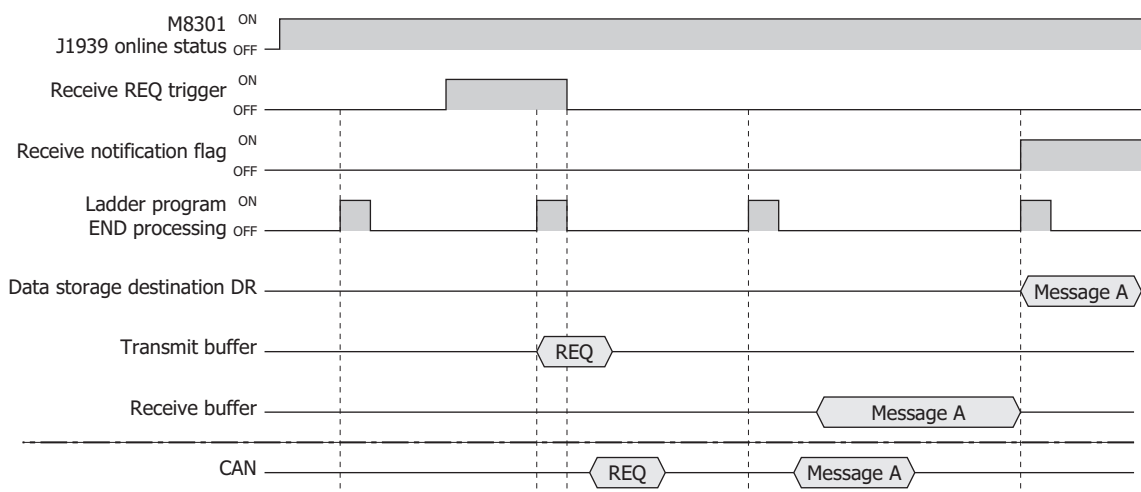 M8301 ON
J1939 online status OFF
Receive REQ trigger ON
OFF
Receive notification flag ON
OFF
Ladder program ON
END processing OFF
Data storage destination DR Message A
Transmit buffer REQ
Receive buffer Message A
CAN REQ Message A